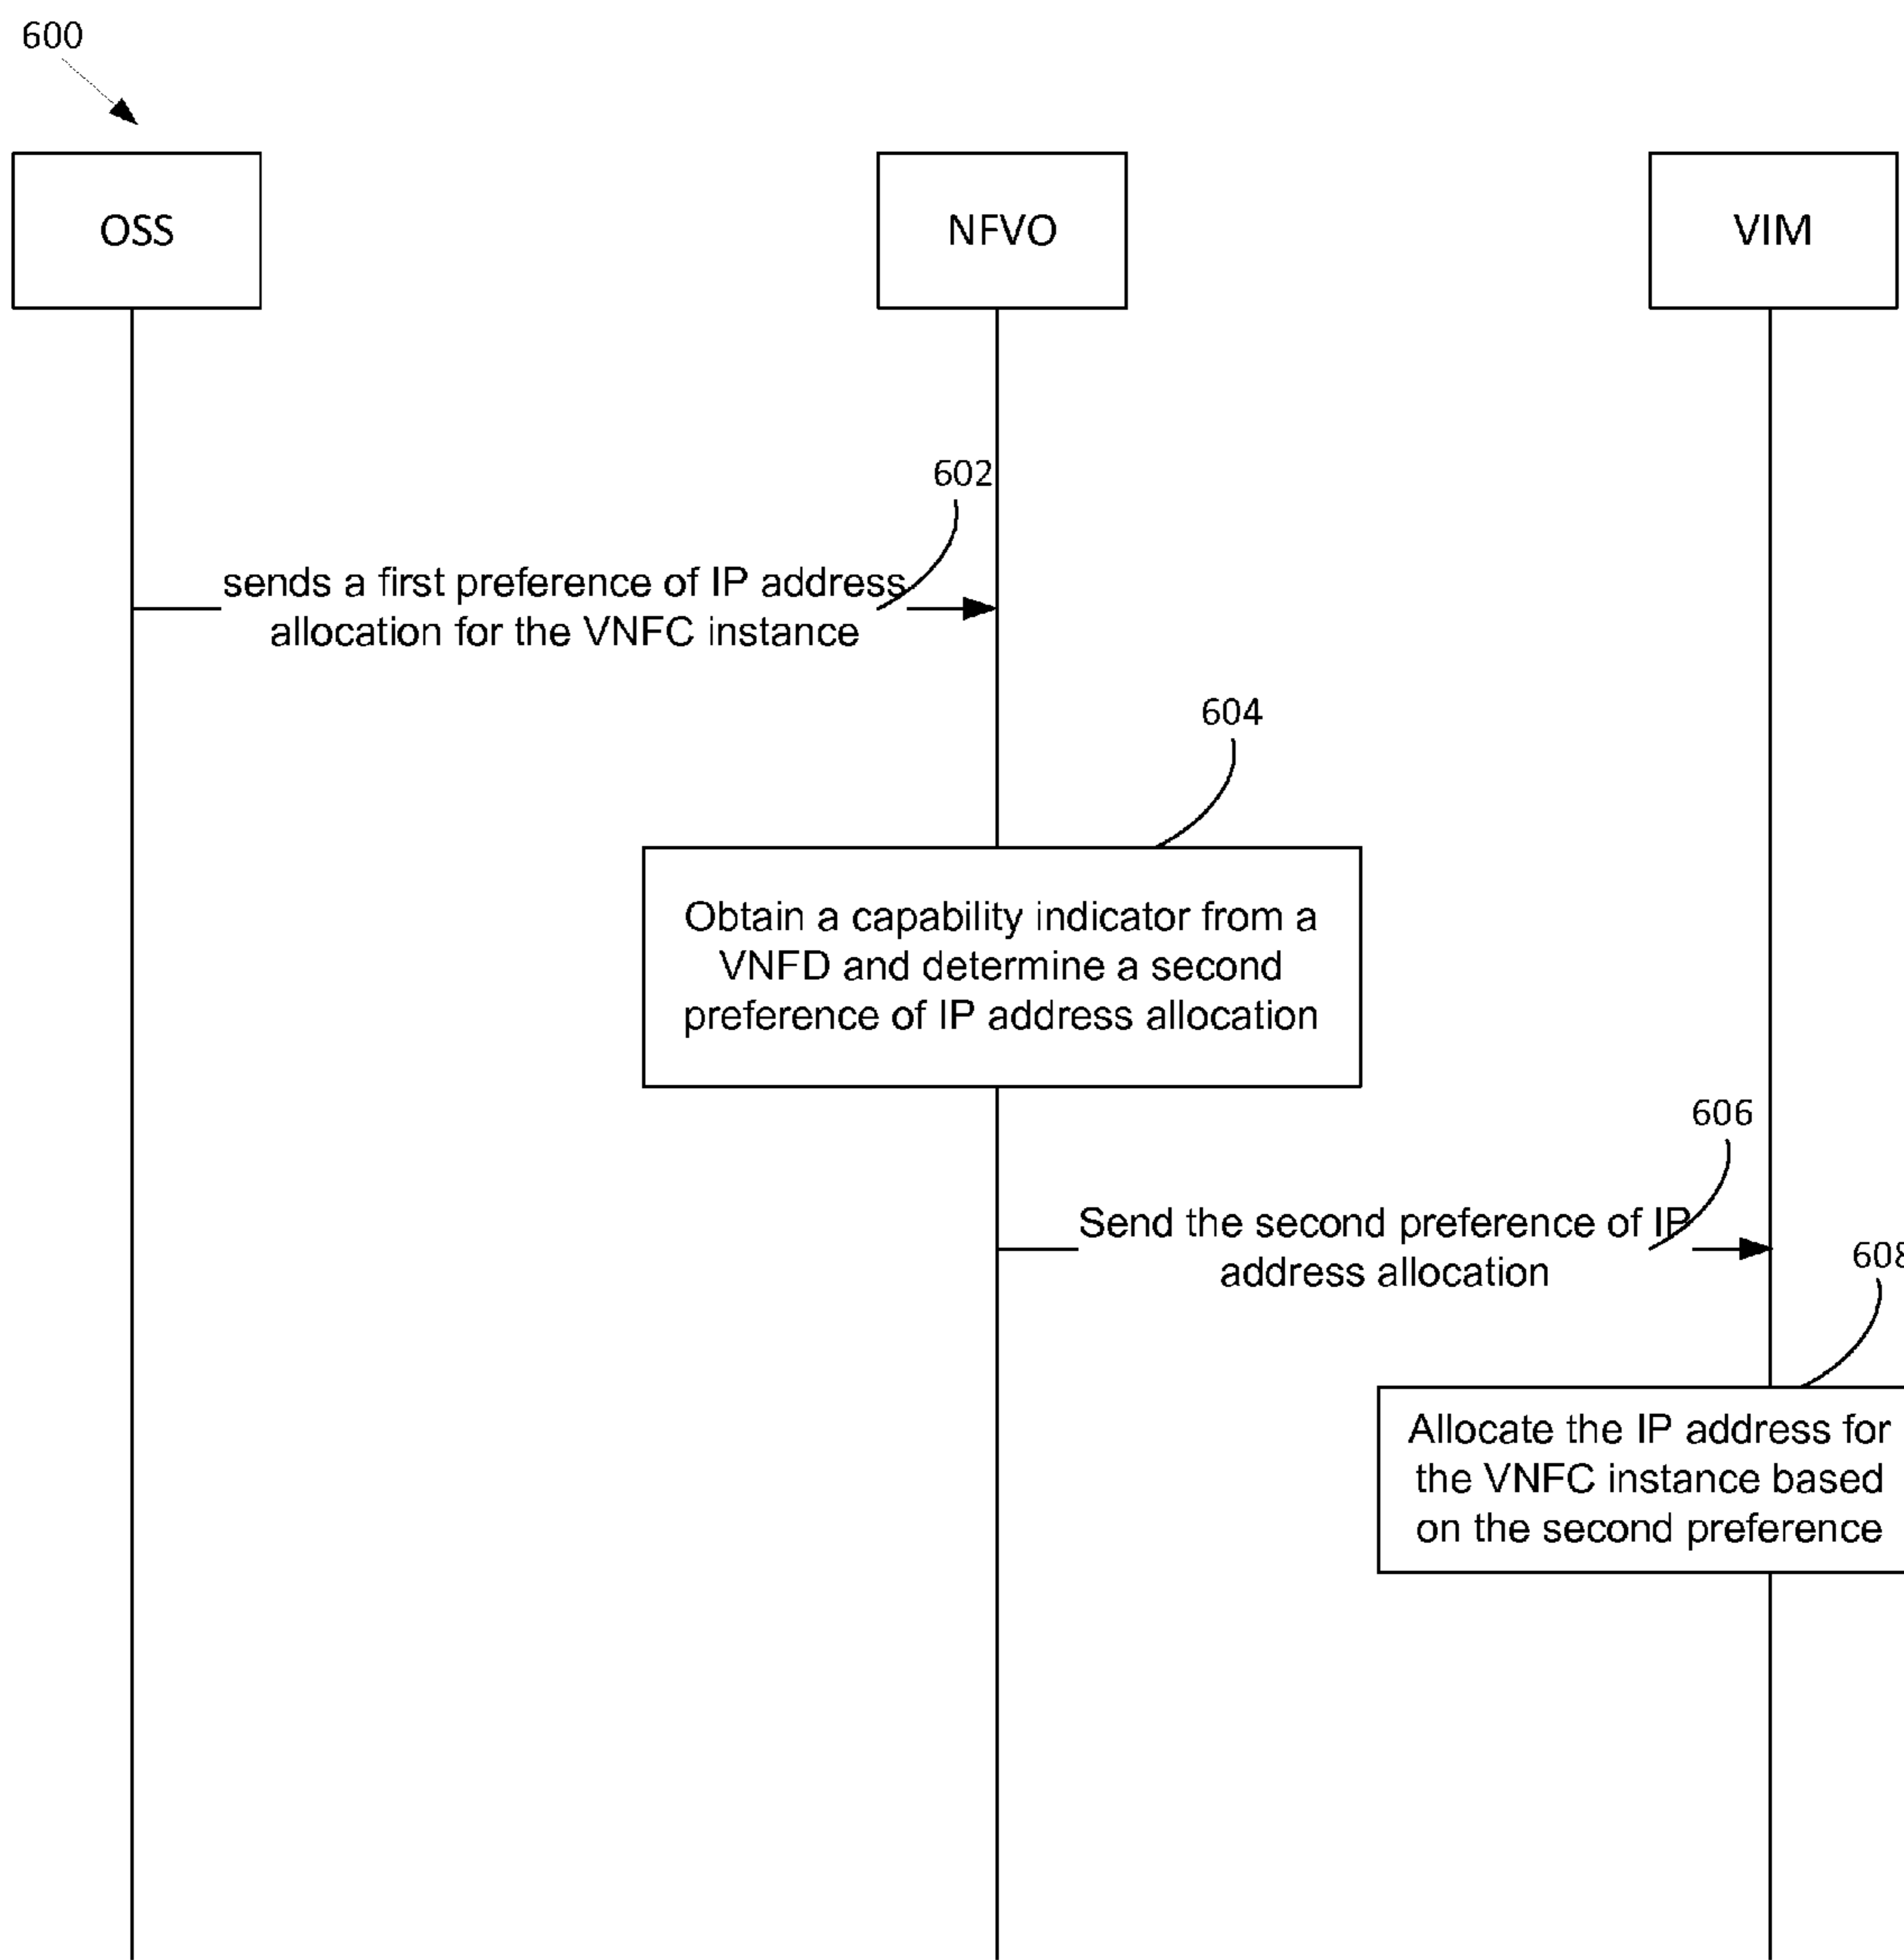 600
OSS
NFVO
VIM
602
sends a first preference of IP address
allocation for the VNFC instance
604
Obtain a capability indicator from a
VNFD and determine a second
preference of IP address allocation
606
Send the second preference of IP
address allocation
608
Allocate the IP address for
the VNFC instance based
on the second preference